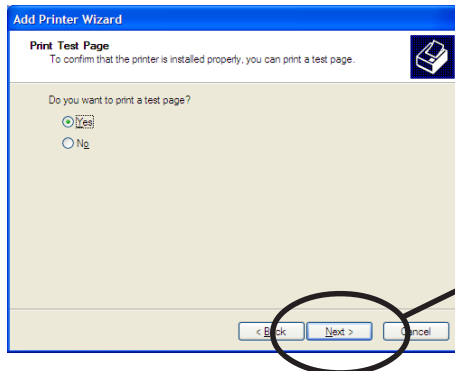 Add Printer Wizard
Print Test Page
To confirm that the printer is installed properly, you can print a test page.
Do you want to print a test page?
Yes
No
< Back Next > Cancel